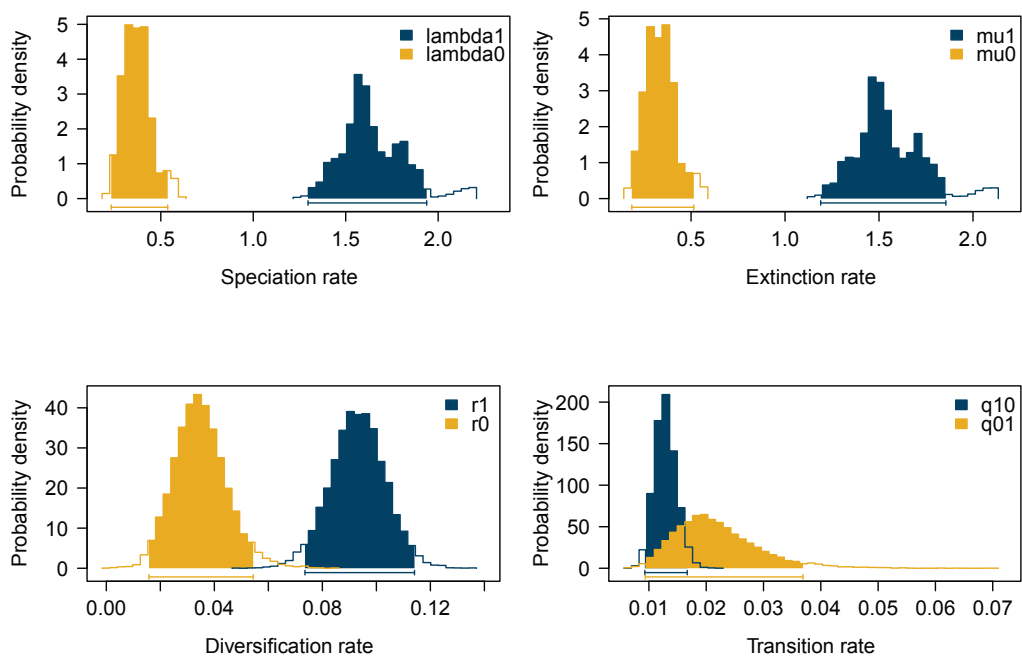 Probability density
5
4
3
2
1
0
lambda1
lambda0
0.5
1.0
1.5
2.0
Speciation rate
Probability density
5
4
3
2
1
0
mu1
mu0
0.5
1.0
1.5
2.0
Extinction rate
Probability density
40
30
20
10
0
r1
r0
0.00
0.04
0.08
0.12
Diversification rate
Probability density
200
150
100
50
0
q10
q01
0.01
0.02
0.03
0.04
0.05
0.06
0.07
Transition rate